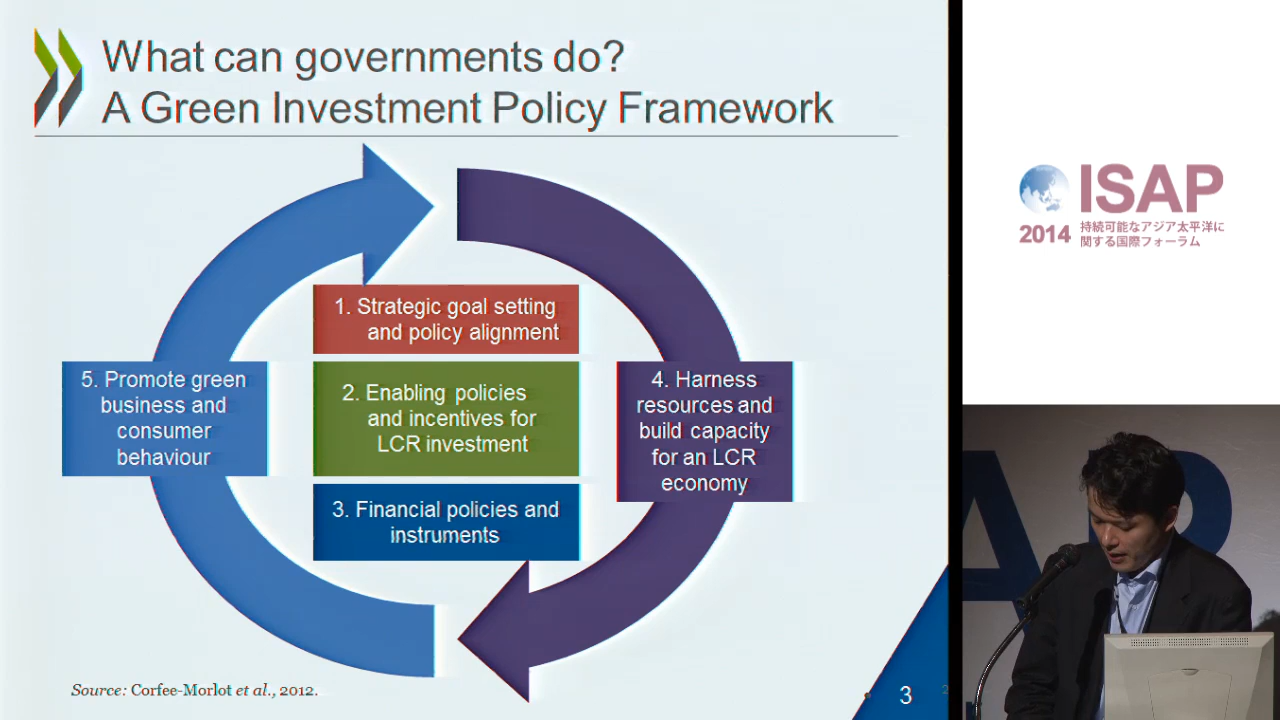 What can governments do?
A Green Investment Policy Framework
1. Strategic goal setting
and policy alignment
2. Enabling policies
and incentives for
LCR investment
3. Financial policies and
instruments
4. Harness
resources and
build capacity
for an LCR
economy
5. Promote green
business and
consumer
behaviour
Source: Corfee-Morlot et al., 2012.
3
2
ISAP
2014
持続可能なアジア太平洋に
関する国際フォーラム